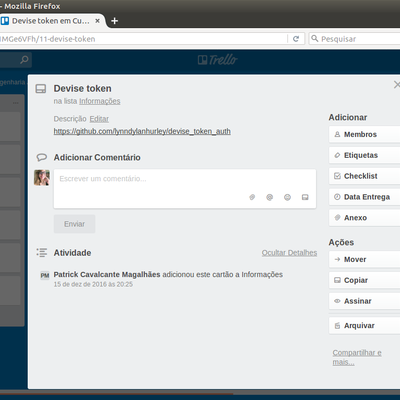 - Mozilla Firefox
Devise token em Cu...
MGe6VFh/11-devise-token
Pesquisar
Trello
genharia
Devise token
na lista Informações
Descrição Editar
https://github.com/lynndylanhurley/devise_token_auth
Adicionar Comentário
Escrever um comentário...
Enviar
Atividade
Ocultar Detalhes
PM
Patrick Cavalcante Magalhães adicionou este cartão a Informações
15 de dez de 2016 às 20:25
Adicionar
Membros
Etiquetas
Checklist
Data Entrega
Anexo
Ações
Mover
Copiar
Assinar
Arquivar
Compartilhar e
mais...